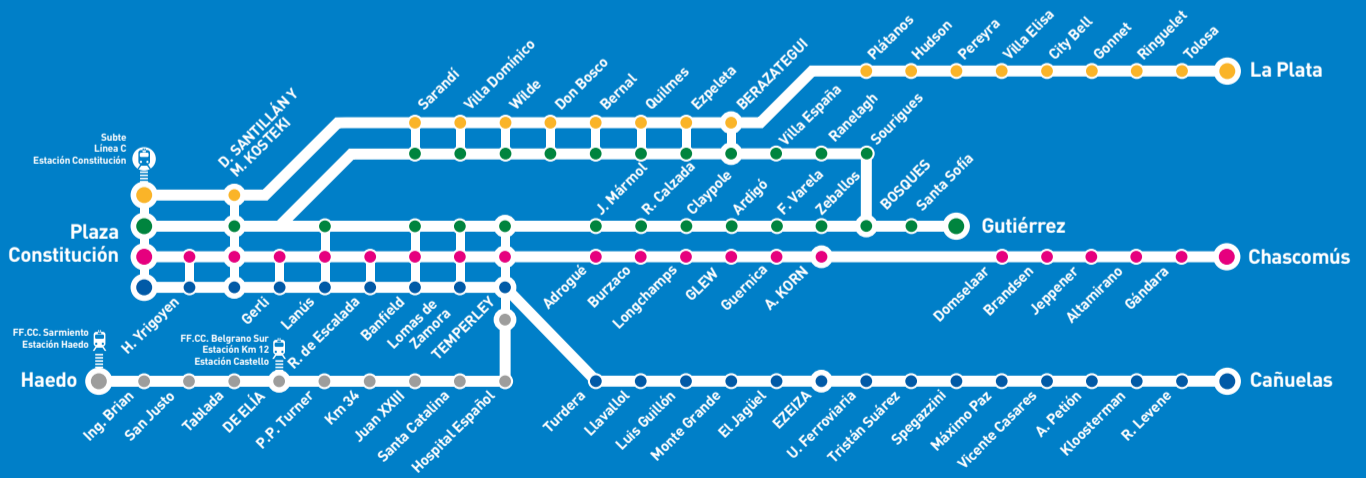 Subte
Línea C
Estación Constitución
D. SANTILLÁN Y
M. KOSTEKI
Sarandí
Villa Domínico
Wilde
Don Bosco
Bernal
Quilmes
Ezpeleta
BERAZATEGUI
Plátanos
Hudson
Pereyra
Villa Elisa
City Bell
Gonnet
Ringuelet
Tolosa
La Plata
Villa España
Ranelagh
Sourigues
Plaza
Constitución
J. Mármol
R. Calzada
Claypole
Ardigó
F. Varela
Zeballos
BOSQUES
Santa Sofía
Gutiérrez
H. Yrigoyen
Gerli
Lanús
R. de Escalada
Banfield
Lomas de
Zamora
TEMPERLEY
Adrogué
Burzaco
Longchamps
GLEW
Guernica
A. KORN
Domselaar
Brandsen
Jeppener
Altamirano
Gándara
Chascomús
FF.CC. Sarmiento
Estación Haedo
FF.CC. Belgrano Sur
Estación Km 12
Estación Castello
Haedo
Ing. Brian
San Justo
Tablada
DE ELÍA
P.P. Turner
Km 34
Juan XXIII
Santa Catalina
Hospital Español
Turdera
Llavallol
Luis Guillón
Monte Grande
El Jagüel
EZEIZA
U. Ferroviaria
Tristán Suárez
Spegazzini
Máximo Paz
Vicente Casares
A. Petión
Kloosterman
R. Levene
Cañuelas